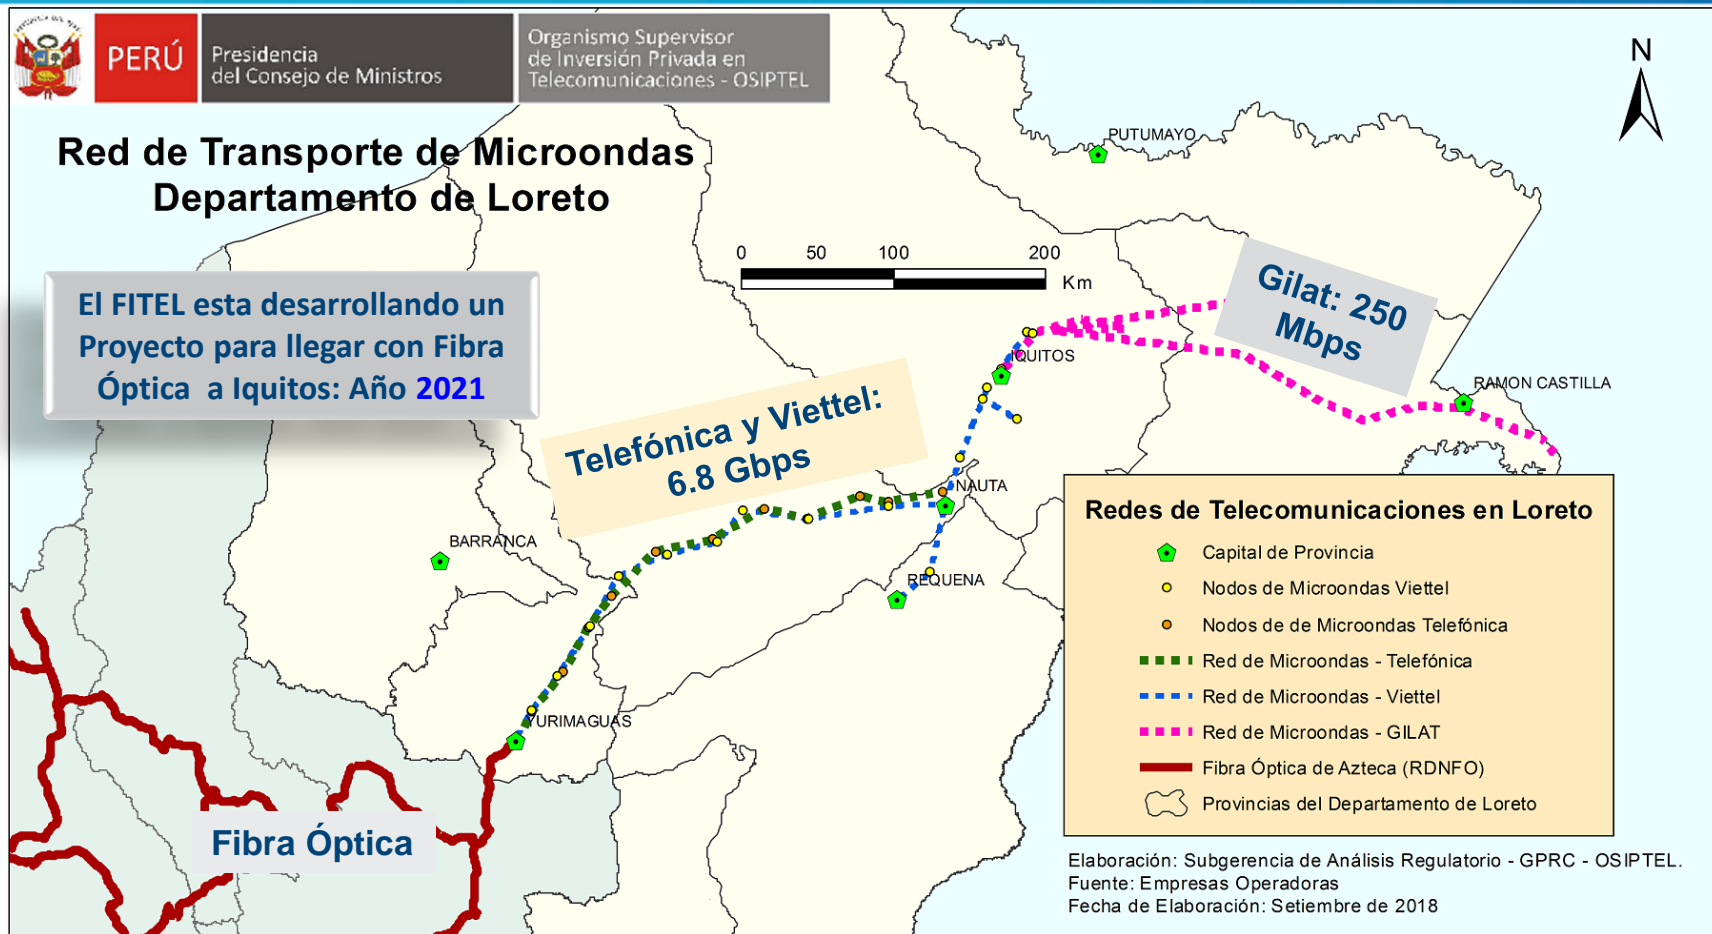 PERÚ
Presidencia
del Consejo de Ministros
Organismo Supervisor
de Inversión Privada en
Telecomunicaciones - OSIPTEL
Red de Transporte de Microondas
Departamento de Loreto
N
PUTUMAYO
0 50 100 200
Km
El FITEL esta desarrollando un
Proyecto para llegar con Fibra
Óptica a Iquitos: Año 2021
Gilat: 250
Mbps
IQUITOS
RAMON CASTILLA
Telefónica y Viettel:
6.8 Gbps
NAUTA
BARRANCA
REQUENA
YURIMAGUAS
Fibra Óptica
Redes de Telecomunicaciones en Loreto
Capital de Provincia
Nodos de Microondas Viettel
Nodos de de Microondas Telefónica
Red de Microondas - Telefónica
Red de Microondas - Viettel
Red de Microondas - GILAT
Fibra Óptica de Azteca (RDNFO)
Provincias del Departamento de Loreto
Elaboración: Subgerencia de Análisis Regulatorio - GPRC - OSIPTEL.
Fuente: Empresas Operadoras
Fecha de Elaboración: Setiembre de 2018